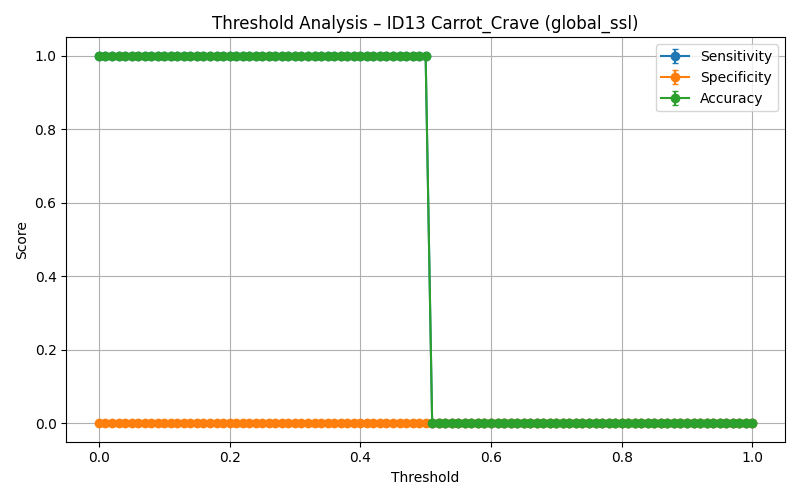 Threshold Analysis – ID13 Carrot_Crave (global_ssl)
Sensitivity
Specificity
Accuracy
Score
1.0
0.8
0.6
0.4
0.2
0.0
0.0 0.2 0.4 0.6 0.8 1.0
Threshold